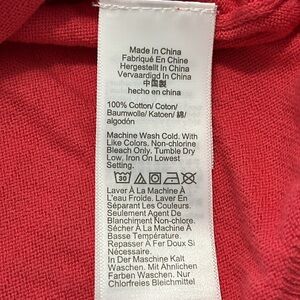 Made In China
Fabriqué En Chine
Hergestellt In China
Vervaardigd In China
中国製
hecho en china
100% Cotton/ Coton/
Baumwolle/ Katoen/ 綿/
algodón
Machine Wash Cold. With
Like Colors. Non-chlorine
Bleach Only. Tumble Dry
Low. Iron On Lowest
Setting.
30
Laver À La Machine À
L'eau Froide. Laver En
Séparant Les Couleurs.
Seulement Agent De
Blanchiment Non-chlore.
Sécher À La Machine À
Basse Température.
Repasser À Fer Doux Si
Nécessaire.
In Der Maschine Kalt
Waschen. Mit Ähnlichen
Farben Waschen. Nur
Chlorfreies Bleichmittel